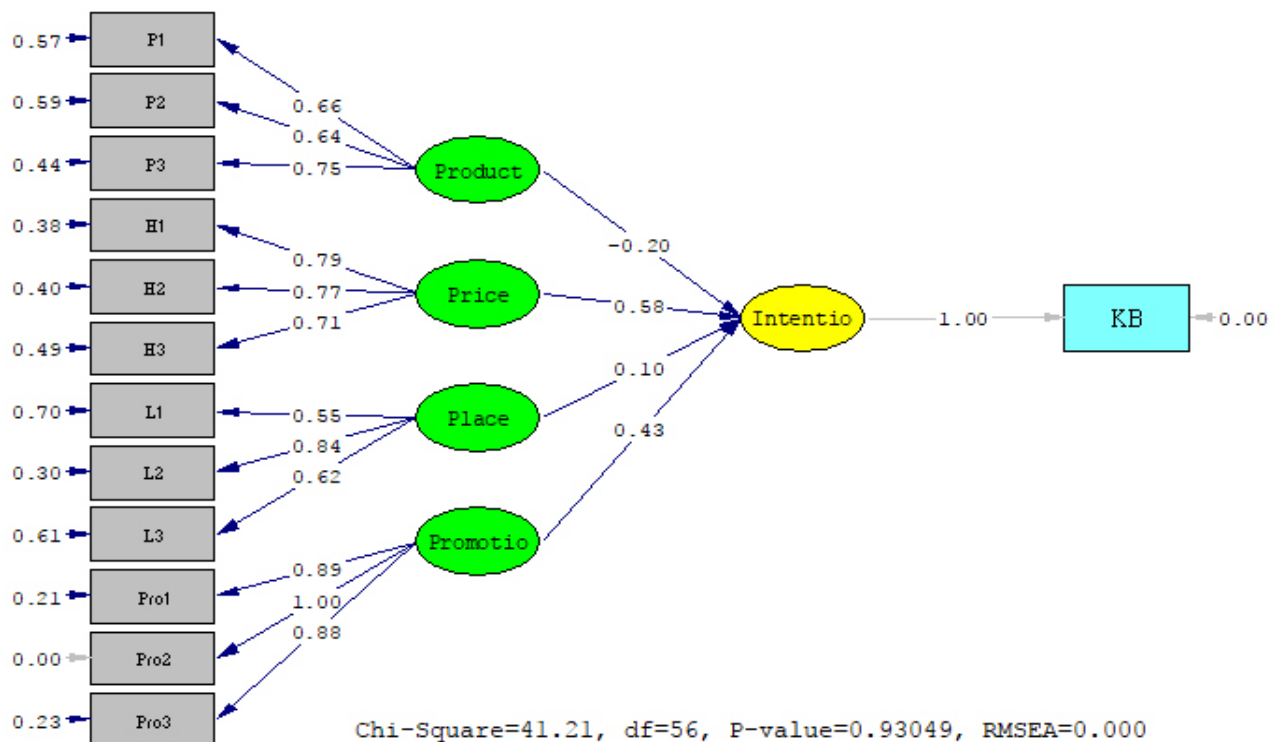 0.57 P1
0.66
0.59 P2
0.64
0.44 P3
0.75
Product
0.38 H1
-0.20
0.79
0.40 H2
0.77
Price
0.58
Intentio
1.00
KB
0.00
0.71
0.49 H3
0.10
0.70 L1
0.55
Place
0.43
0.84
0.30 L2
0.62
0.61 L3
Promotio
0.89
0.21 Pro1
1.00
0.88
0.00 Pro2
0.23 Pro3
Chi-Square=41.21, df=56, P-value=0.93049, RMSEA=0.000